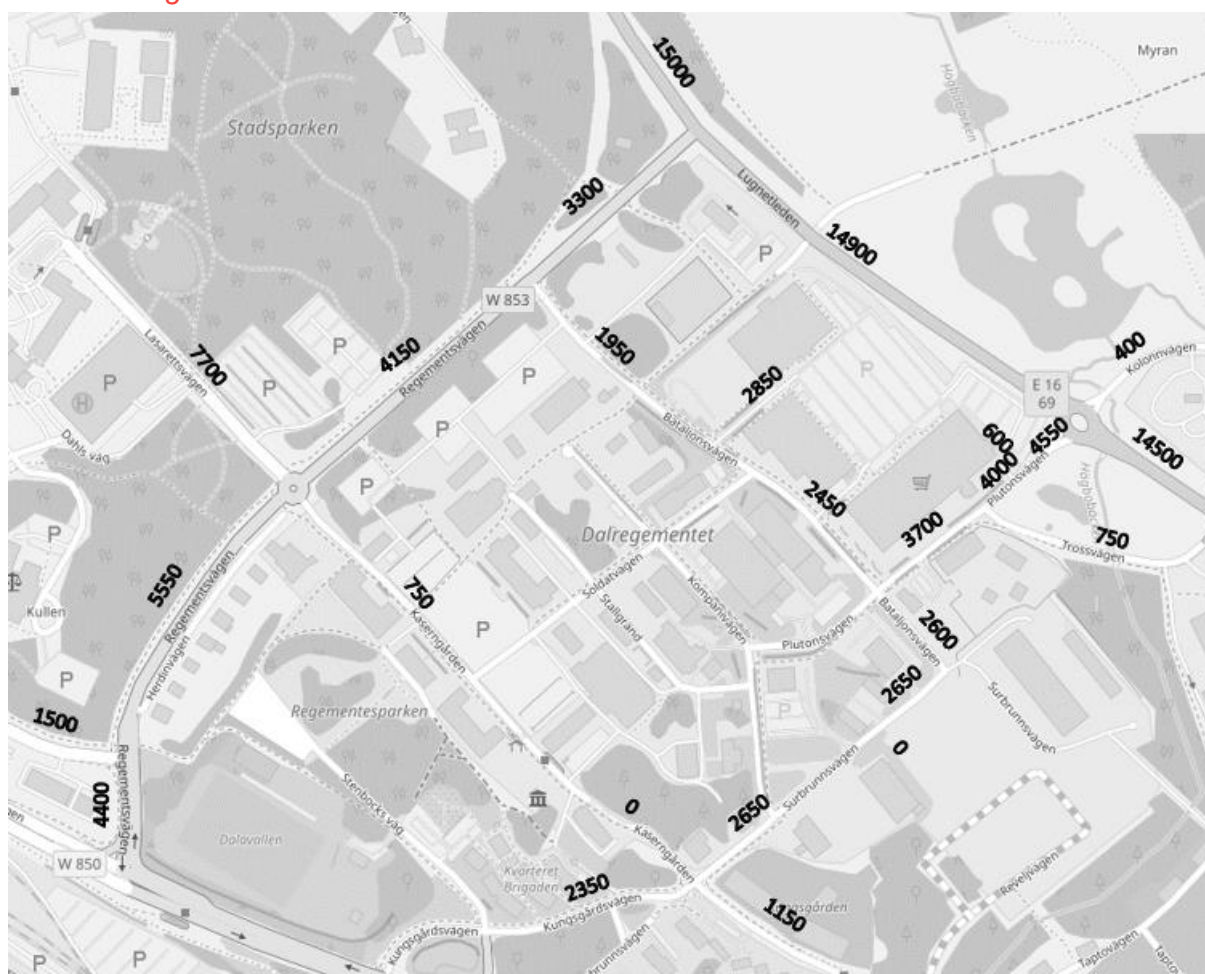 15000
Myran
Högbobäcken
Stadsparken
3300
Lugnetleden
14900
W 853
P
Lasarettsvägen
7700
P
4150
Regementsvägen
1950
2850
P
400
Kolonnvägen
E 16
69
P
H
P
P
P
Dahls väg
Bataljonsvägen
600
4550
14500
4000
Plutonsvägen
P
2450
3700
Högbobäcken
750
Trossvägen
P
Dalregementet
5550
Regementsvägen
Kullen
750
Kaserngården
Soldatvägen
Stallgränd
Kompanivägen
P
Plutonsvägen
Bataljonsvägen
2600
P
Herdinvägen
2650
Surbrunnsvägen
1500
Regementesparken
P
0
Regementsvägen
4400
Stenbocks väg
0
2650
Surbrunnsvägen
Dalavallen
W 850
Kaserngården
Kvarteret
Brigaden
2350
Kungsgårdsvägen
Kungsgårdsvägen
1150
Reveljvägen
Taptovägen
P
P
P